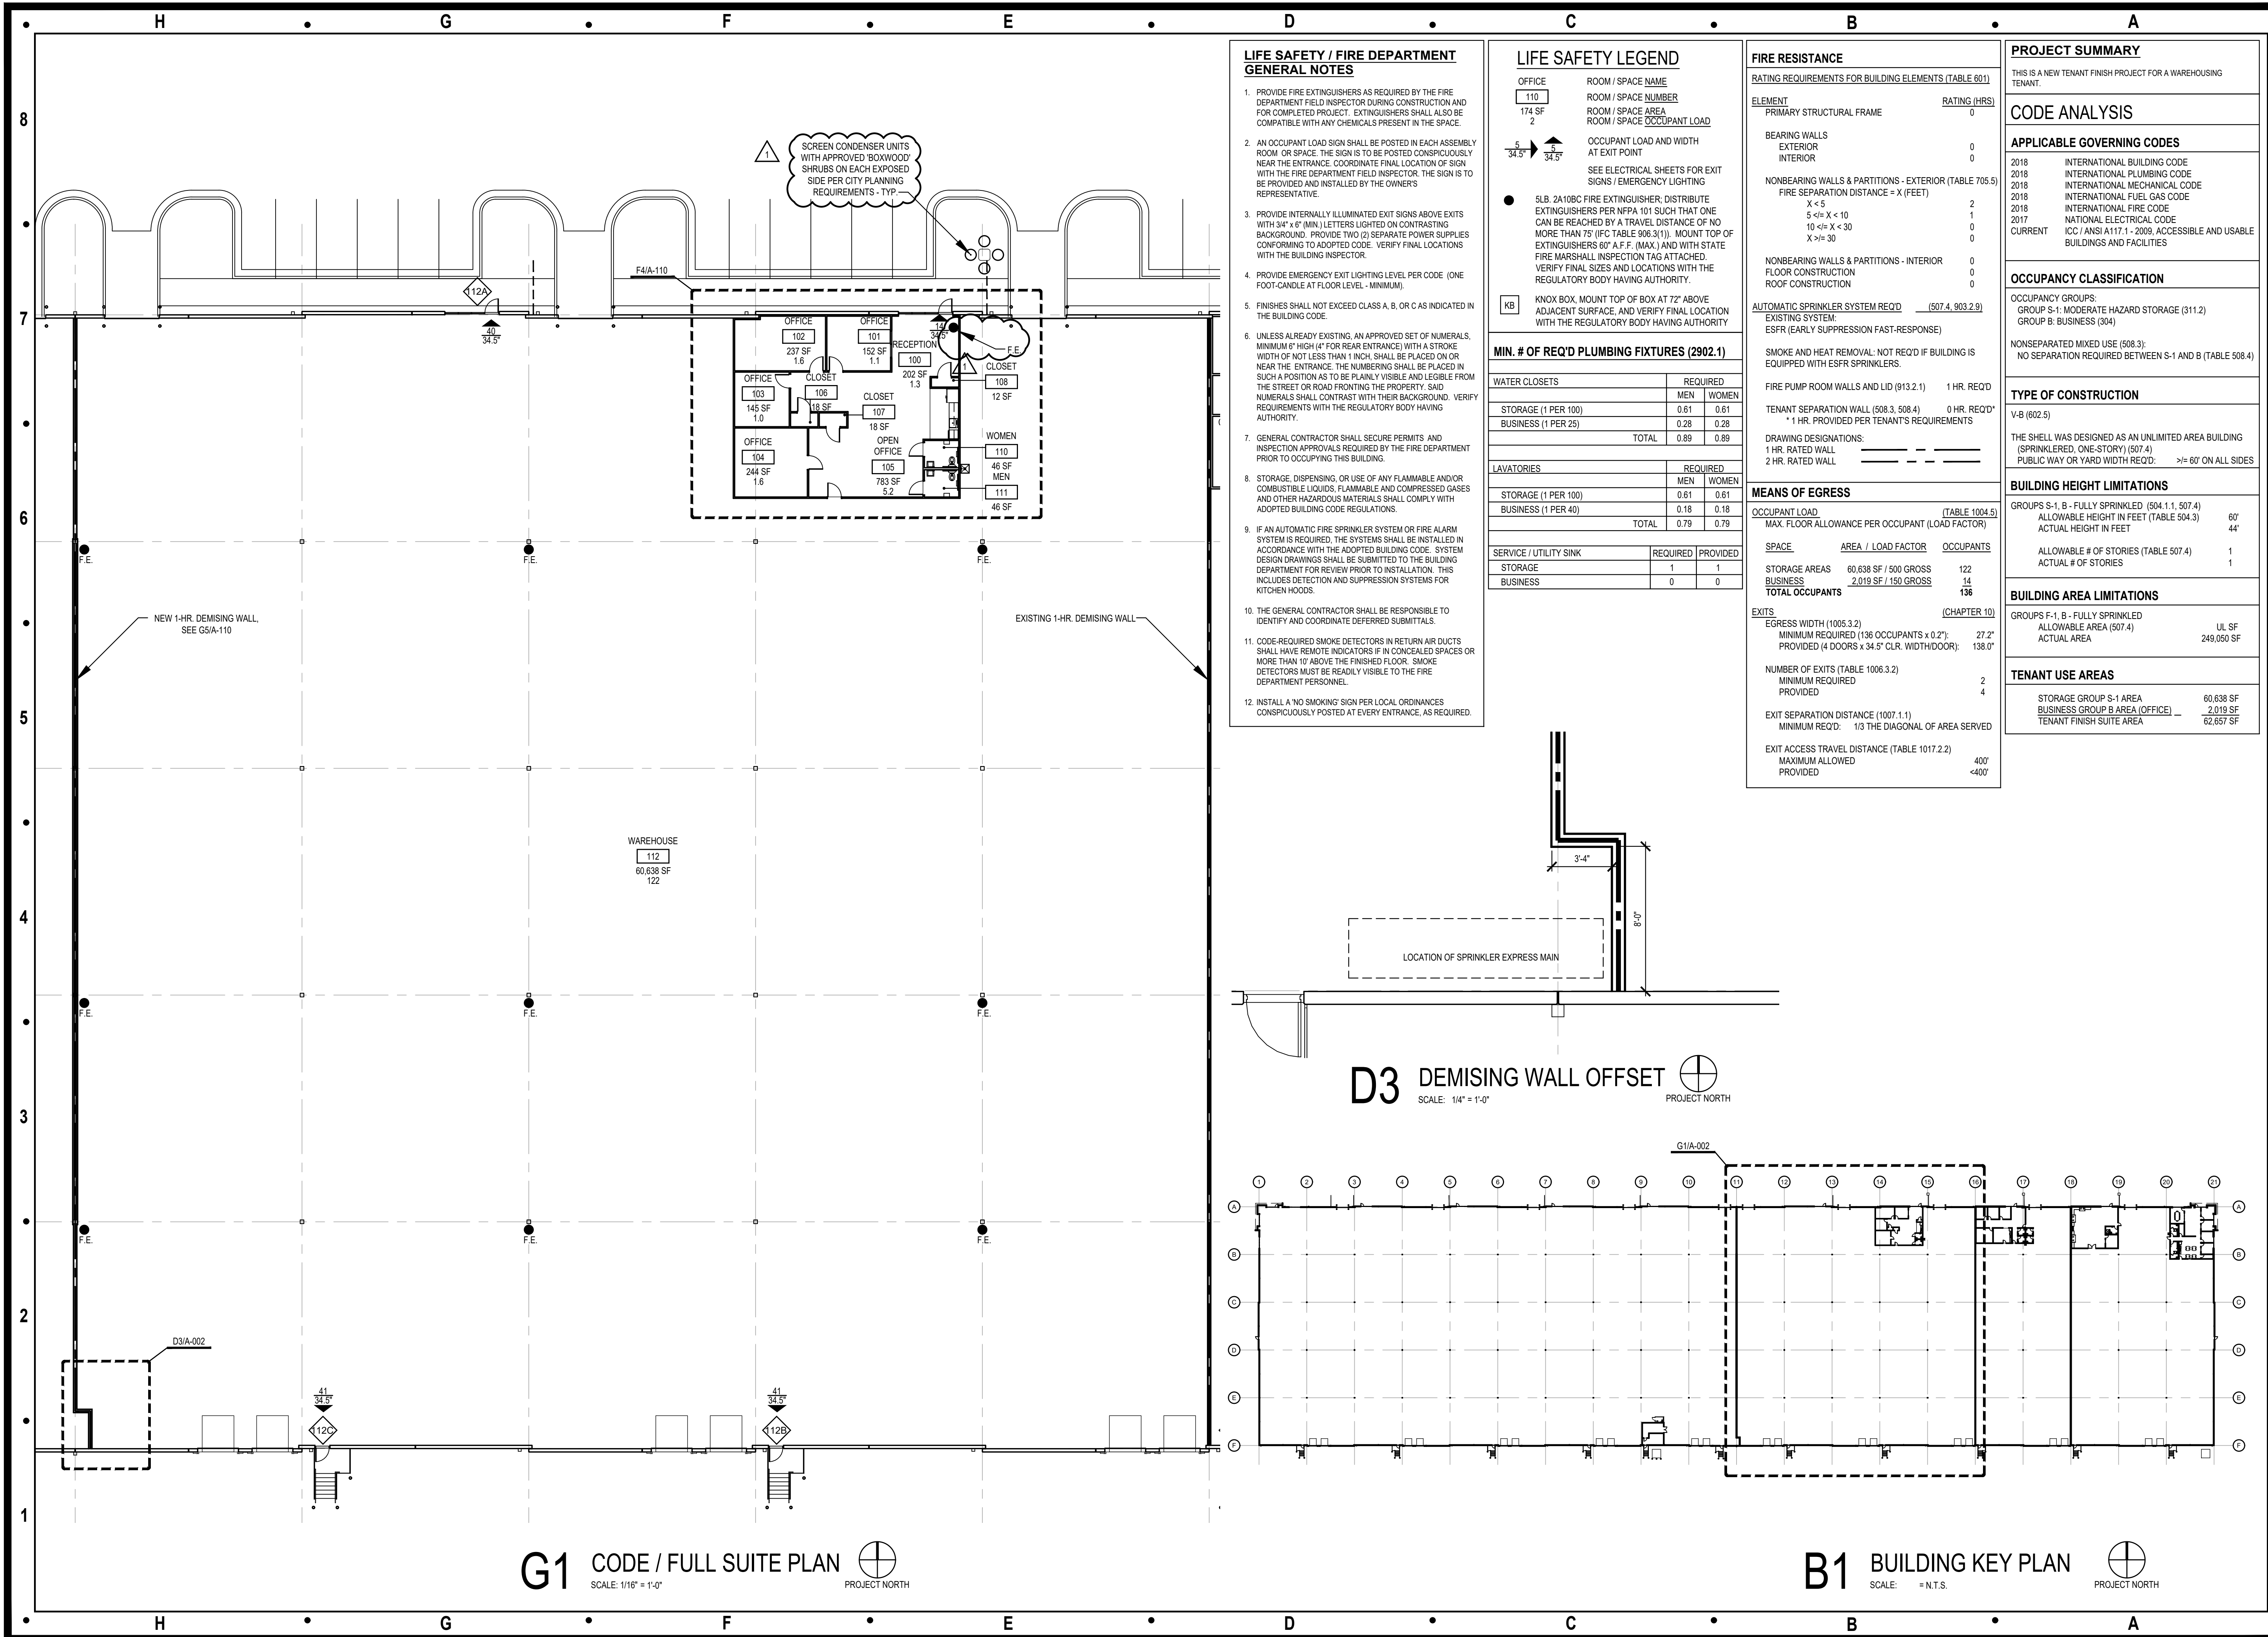 H G F E D C B A
8
7
6
5
4
3
2
1
1
SCREEN CONDENSER UNITS
WITH APPROVED 'BOXWOOD'
SHRUBS ON EACH EXPOSED
SIDE PER CITY PLANNING
REQUIREMENTS - TYP.
F4/A-110
112A
40
34.5"
14
34.5"
F.E.
1
OFFICE
102
237 SF
1.6
OFFICE
101
152 SF
1.1
RECEPTION
100
202 SF
1.3
CLOSET
108
12 SF
OFFICE
103
145 SF
1.0
CLOSET
106
18 SF
CLOSET
107
18 SF
OFFICE
104
244 SF
1.6
OPEN
OFFICE
105
783 SF
5.2
WOMEN
110
46 SF
MEN
111
46 SF
F.E.
F.E.
F.E.
NEW 1-HR. DEMISING WALL,
SEE G5/A-110
EXISTING 1-HR. DEMISING WALL
WAREHOUSE
112
60,638 SF
122
F.E.
F.E.
F.E.
F.E.
F.E.
F.E.
D3/A-002
41
34.5"
112C
41
34.5"
112B
G1 CODE / FULL SUITE PLAN
SCALE: 1/16" = 1'-0"
PROJECT NORTH
LIFE SAFETY / FIRE DEPARTMENT
GENERAL NOTES
1. PROVIDE FIRE EXTINGUISHERS AS REQUIRED BY THE FIRE
DEPARTMENT FIELD INSPECTOR DURING CONSTRUCTION AND
FOR COMPLETED PROJECT. EXTINGUISHERS SHALL ALSO BE
COMPATIBLE WITH ANY CHEMICALS PRESENT IN THE SPACE.
2. AN OCCUPANT LOAD SIGN SHALL BE POSTED IN EACH ASSEMBLY
ROOM OR SPACE. THE SIGN IS TO BE POSTED CONSPICUOUSLY
NEAR THE ENTRANCE. COORDINATE FINAL LOCATION OF SIGN
WITH THE FIRE DEPARTMENT FIELD INSPECTOR. THE SIGN IS TO
BE PROVIDED AND INSTALLED BY THE OWNER'S
REPRESENTATIVE.
3. PROVIDE INTERNALLY ILLUMINATED EXIT SIGNS ABOVE EXITS
WITH 3/4" x 6" (MIN.) LETTERS LIGHTED ON CONTRASTING
BACKGROUND. PROVIDE TWO (2) SEPARATE POWER SUPPLIES
CONFORMING TO ADOPTED CODE. VERIFY FINAL LOCATIONS
WITH THE BUILDING INSPECTOR.
4. PROVIDE EMERGENCY EXIT LIGHTING LEVEL PER CODE (ONE
FOOT-CANDLE AT FLOOR LEVEL - MINIMUM).
5. FINISHES SHALL NOT EXCEED CLASS A, B, OR C AS INDICATED IN
THE BUILDING CODE.
6. UNLESS ALREADY EXISTING, AN APPROVED SET OF NUMERALS,
MINIMUM 6" HIGH (4" FOR REAR ENTRANCE) WITH A STROKE
WIDTH OF NOT LESS THAN 1 INCH, SHALL BE PLACED ON OR
NEAR THE ENTRANCE. THE NUMBERING SHALL BE PLACED IN
SUCH A POSITION AS TO BE PLAINLY VISIBLE AND LEGIBLE FROM
THE STREET OR ROAD FRONTING THE PROPERTY. SAID
NUMERALS SHALL CONTRAST WITH THEIR BACKGROUND. VERIFY
REQUIREMENTS WITH THE REGULATORY BODY HAVING
AUTHORITY.
7. GENERAL CONTRACTOR SHALL SECURE PERMITS AND
INSPECTION APPROVALS REQUIRED BY THE FIRE DEPARTMENT
PRIOR TO OCCUPYING THIS BUILDING.
8. STORAGE, DISPENSING, OR USE OF ANY FLAMMABLE AND/OR
COMBUSTIBLE LIQUIDS, FLAMMABLE AND COMPRESSED GASES
AND OTHER HAZARDOUS MATERIALS SHALL COMPLY WITH
ADOPTED BUILDING CODE REGULATIONS.
9. IF AN AUTOMATIC FIRE SPRINKLER SYSTEM OR FIRE ALARM
SYSTEM IS REQUIRED, THE SYSTEMS SHALL BE INSTALLED IN
ACCORDANCE WITH THE ADOPTED BUILDING CODE. SYSTEM
DESIGN DRAWINGS SHALL BE SUBMITTED TO THE BUILDING
DEPARTMENT FOR REVIEW PRIOR TO INSTALLATION. THIS
INCLUDES DETECTION AND SUPPRESSION SYSTEMS FOR
KITCHEN HOODS.
10. THE GENERAL CONTRACTOR SHALL BE RESPONSIBLE TO
IDENTIFY AND COORDINATE DEFERRED SUBMITTALS.
11. CODE-REQUIRED SMOKE DETECTORS IN RETURN AIR DUCTS
SHALL HAVE REMOTE INDICATORS IF IN CONCEALED SPACES OR
MORE THAN 10' ABOVE THE FINISHED FLOOR. SMOKE
DETECTORS MUST BE READILY VISIBLE TO THE FIRE
DEPARTMENT PERSONNEL.
12. INSTALL A 'NO SMOKING' SIGN PER LOCAL ORDINANCES
CONSPICUOUSLY POSTED AT EVERY ENTRANCE, AS REQUIRED.
LIFE SAFETY LEGEND
OFFICE ROOM / SPACE NAME
110 ROOM / SPACE NUMBER
174 SF ROOM / SPACE AREA
2 ROOM / SPACE OCCUPANT LOAD
5 5 OCCUPANT LOAD AND WIDTH
34.5" 34.5" AT EXIT POINT
SEE ELECTRICAL SHEETS FOR EXIT
SIGNS / EMERGENCY LIGHTING
5LB. 2A10BC FIRE EXTINGUISHER; DISTRIBUTE
EXTINGUISHERS PER NFPA 101 SUCH THAT ONE
CAN BE REACHED BY A TRAVEL DISTANCE OF NO
MORE THAN 75' (IFC TABLE 906.3(1)). MOUNT TOP OF
EXTINGUISHERS 60" A.F.F. (MAX.) AND WITH STATE
FIRE MARSHALL INSPECTION TAG ATTACHED.
VERIFY FINAL SIZES AND LOCATIONS WITH THE
REGULATORY BODY HAVING AUTHORITY.
KB KNOX BOX, MOUNT TOP OF BOX AT 72" ABOVE
ADJACENT SURFACE, AND VERIFY FINAL LOCATION
WITH THE REGULATORY BODY HAVING AUTHORITY
MIN. # OF REQ'D PLUMBING FIXTURES (2902.1)
WATER CLOSETS REQUIRED
MEN WOMEN
STORAGE (1 PER 100) 0.61 0.61
BUSINESS (1 PER 25) 0.28 0.28
TOTAL 0.89 0.89
LAVATORIES REQUIRED
MEN WOMEN
STORAGE (1 PER 100) 0.61 0.61
BUSINESS (1 PER 40) 0.18 0.18
TOTAL 0.79 0.79
SERVICE / UTILITY SINK REQUIRED PROVIDED
STORAGE 1 1
BUSINESS 0 0
FIRE RESISTANCE
RATING REQUIREMENTS FOR BUILDING ELEMENTS (TABLE 601)
ELEMENT RATING (HRS)
PRIMARY STRUCTURAL FRAME 0
BEARING WALLS
EXTERIOR 0
INTERIOR 0
NONBEARING WALLS & PARTITIONS - EXTERIOR (TABLE 705.5)
FIRE SEPARATION DISTANCE = X (FEET)
X < 5 2
5 </= X < 10 1
10 </= X < 30 0
X >/= 30 0
NONBEARING WALLS & PARTITIONS - INTERIOR 0
FLOOR CONSTRUCTION 0
ROOF CONSTRUCTION 0
AUTOMATIC SPRINKLER SYSTEM REQ'D (507.4, 903.2.9)
EXISTING SYSTEM:
ESFR (EARLY SUPPRESSION FAST-RESPONSE)
SMOKE AND HEAT REMOVAL: NOT REQ'D IF BUILDING IS
EQUIPPED WITH ESFR SPRINKLERS.
FIRE PUMP ROOM WALLS AND LID (913.2.1) 1 HR. REQ'D
TENANT SEPARATION WALL (508.3, 508.4) 0 HR. REQ'D*
* 1 HR. PROVIDED PER TENANT'S REQUIREMENTS
DRAWING DESIGNATIONS:
1 HR. RATED WALL
2 HR. RATED WALL
MEANS OF EGRESS
OCCUPANT LOAD (TABLE 1004.5)
MAX. FLOOR ALLOWANCE PER OCCUPANT (LOAD FACTOR)
SPACE AREA / LOAD FACTOR OCCUPANTS
STORAGE AREAS 60,638 SF / 500 GROSS 122
BUSINESS 2,019 SF / 150 GROSS 14
TOTAL OCCUPANTS 136
EXITS (CHAPTER 10)
EGRESS WIDTH (1005.3.2)
MINIMUM REQUIRED (136 OCCUPANTS x 0.2"): 27.2"
PROVIDED (4 DOORS x 34.5" CLR. WIDTH/DOOR): 138.0"
NUMBER OF EXITS (TABLE 1006.3.2)
MINIMUM REQUIRED 2
PROVIDED 4
EXIT SEPARATION DISTANCE (1007.1.1)
MINIMUM REQ'D: 1/3 THE DIAGONAL OF AREA SERVED
EXIT ACCESS TRAVEL DISTANCE (TABLE 1017.2.2)
MAXIMUM ALLOWED 400'
PROVIDED <400'
PROJECT SUMMARY
THIS IS A NEW TENANT FINISH PROJECT FOR A WAREHOUSING
TENANT.
CODE ANALYSIS
APPLICABLE GOVERNING CODES
2018 INTERNATIONAL BUILDING CODE
2018 INTERNATIONAL PLUMBING CODE
2018 INTERNATIONAL MECHANICAL CODE
2018 INTERNATIONAL FUEL GAS CODE
2018 INTERNATIONAL FIRE CODE
2017 NATIONAL ELECTRICAL CODE
CURRENT ICC / ANSI A117.1 - 2009, ACCESSIBLE AND USABLE
BUILDINGS AND FACILITIES
OCCUPANCY CLASSIFICATION
OCCUPANCY GROUPS:
GROUP S-1: MODERATE HAZARD STORAGE (311.2)
GROUP B: BUSINESS (304)
NONSEPARATED MIXED USE (508.3):
NO SEPARATION REQUIRED BETWEEN S-1 AND B (TABLE 508.4)
TYPE OF CONSTRUCTION
V-B (602.5)
THE SHELL WAS DESIGNED AS AN UNLIMITED AREA BUILDING
(SPRINKLERED, ONE-STORY) (507.4)
PUBLIC WAY OR YARD WIDTH REQ'D: >/= 60' ON ALL SIDES
BUILDING HEIGHT LIMITATIONS
GROUPS S-1, B - FULLY SPRINKLED (504.1.1, 507.4)
ALLOWABLE HEIGHT IN FEET (TABLE 504.3) 60'
ACTUAL HEIGHT IN FEET 44'
ALLOWABLE # OF STORIES (TABLE 507.4) 1
ACTUAL # OF STORIES 1
BUILDING AREA LIMITATIONS
GROUPS F-1, B - FULLY SPRINKLED
ALLOWABLE AREA (507.4) UL SF
ACTUAL AREA 249,050 SF
TENANT USE AREAS
STORAGE GROUP S-1 AREA 60,638 SF
BUSINESS GROUP B AREA (OFFICE) 2,019 SF
TENANT FINISH SUITE AREA 62,657 SF
3'-4"
8'-0"
LOCATION OF SPRINKLER EXPRESS MAIN
D3 DEMISING WALL OFFSET
SCALE: 1/4" = 1'-0"
PROJECT NORTH
G1/A-002
1 2 3 4 5 6 7 8 9 10 11 12 13 14 15 16 17 18 19 20 21
A A
B B
C C
D D
E E
F F
B1 BUILDING KEY PLAN
SCALE: = N.T.S.
PROJECT NORTH
H G F E D C B A